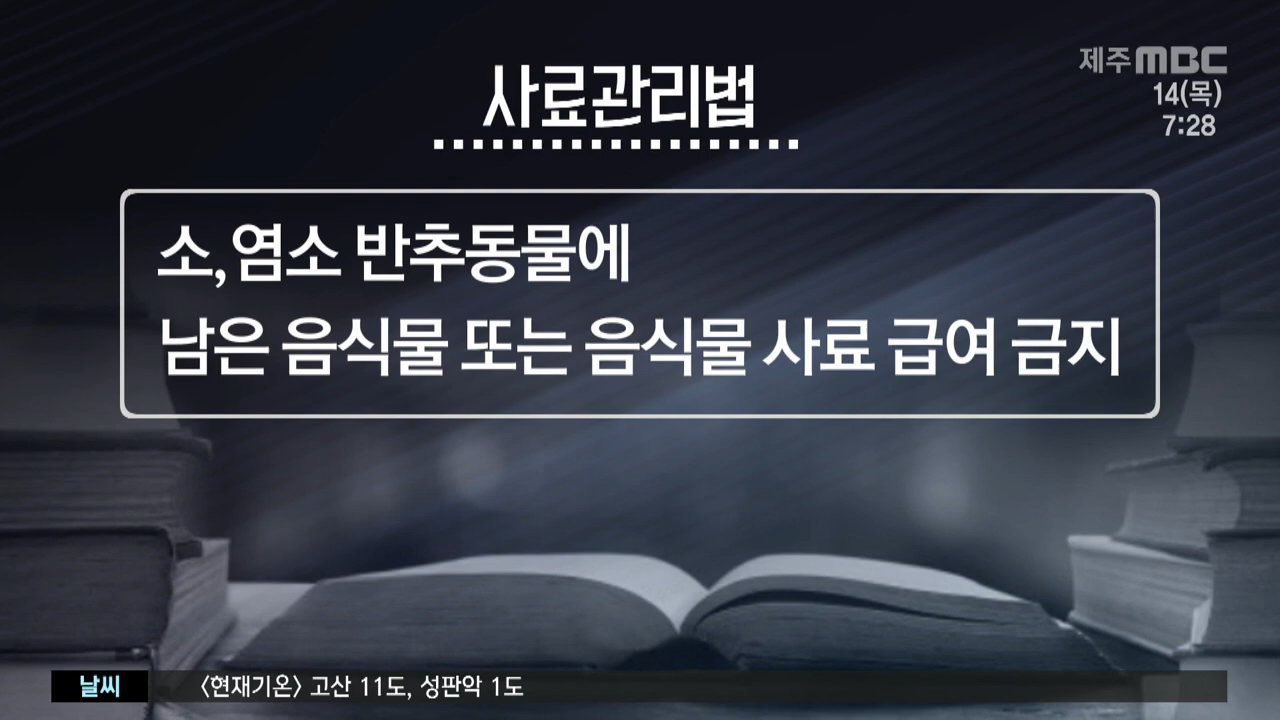 제주MBC
14(목)
7:28
사료관리법
소,염소 반추동물에
남은 음식물 또는 음식물 사료 급여 금지
날씨 〈현재기온〉 고산 11도, 성판악 1도